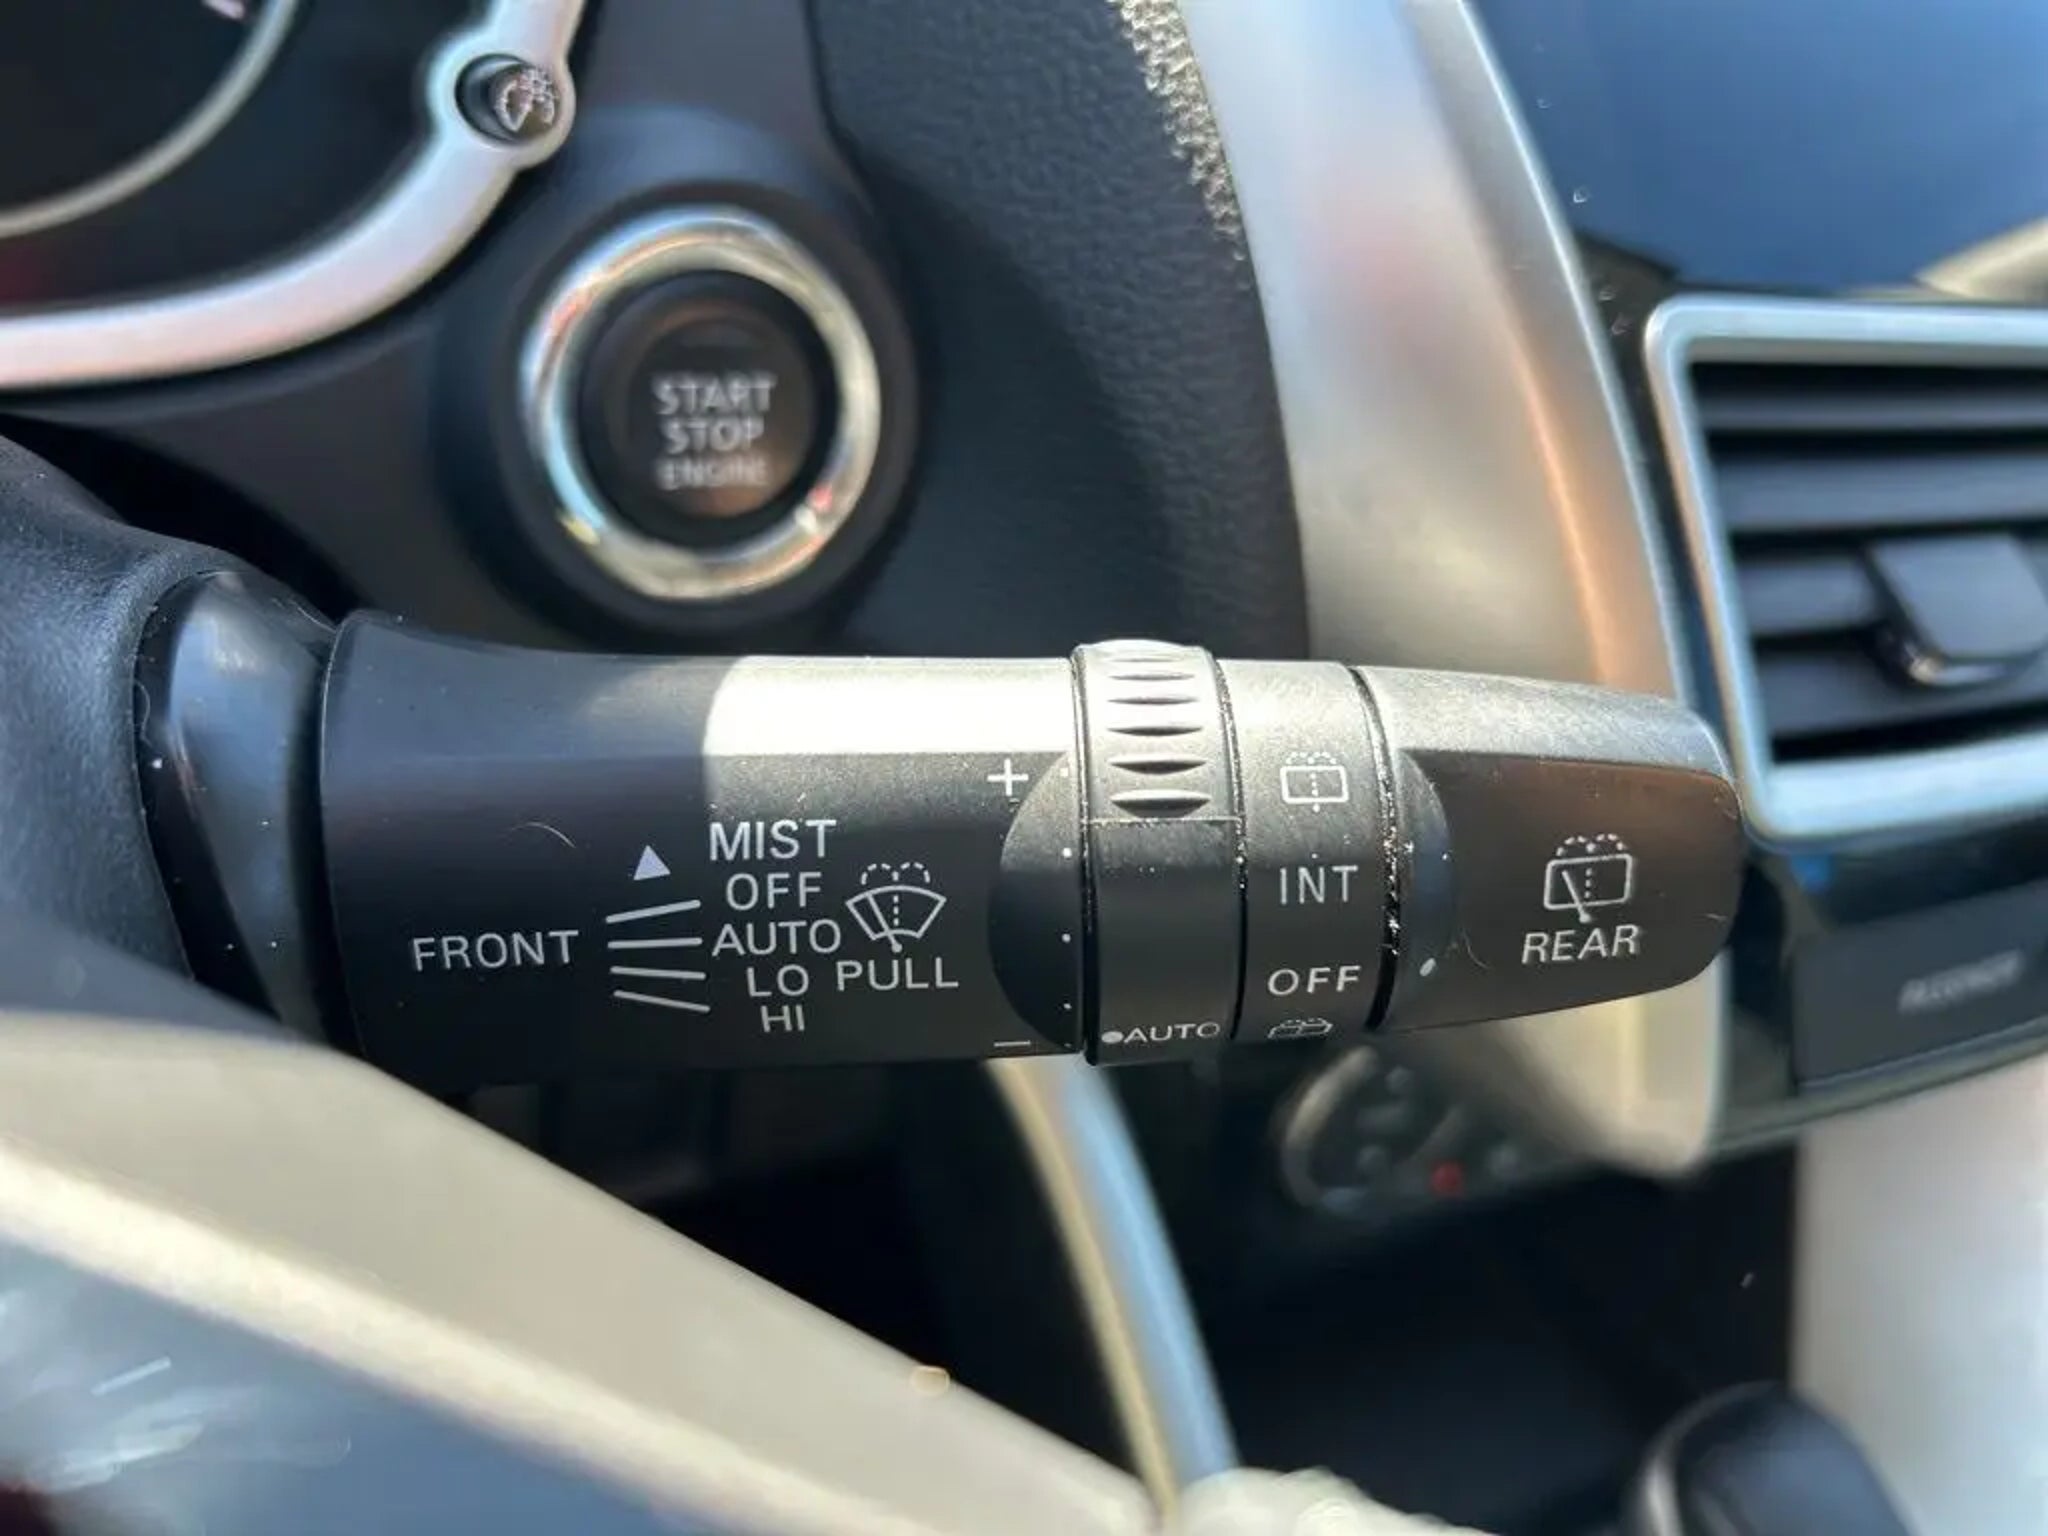 START
STOP
ENGINE
+
MIST
OFF
FRONT AUTO
LO PULL
HI
–
●AUTO
INT
OFF
REAR